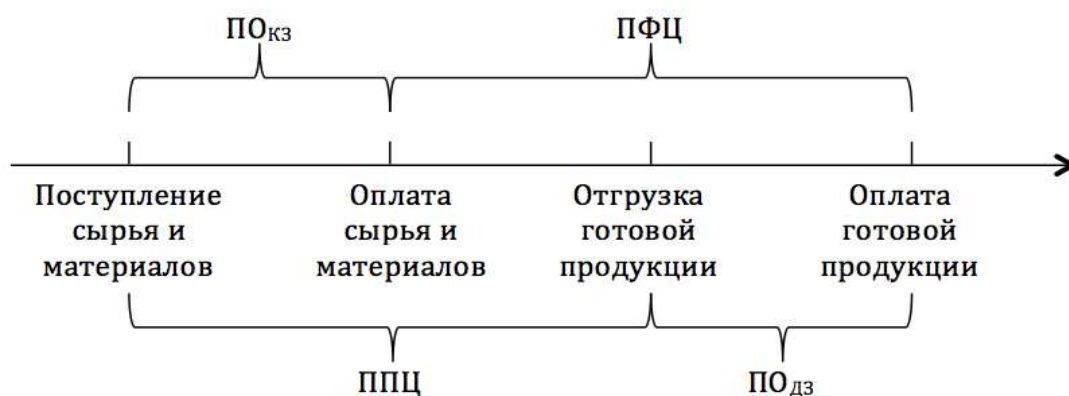 ПОКЗ
ПФЦ
Поступление
сырья и
материалов
Оплата
сырья и
материалов
Отгрузка
готовой
продукции
Оплата
готовой
продукции
ППЦ
ПОДЗ